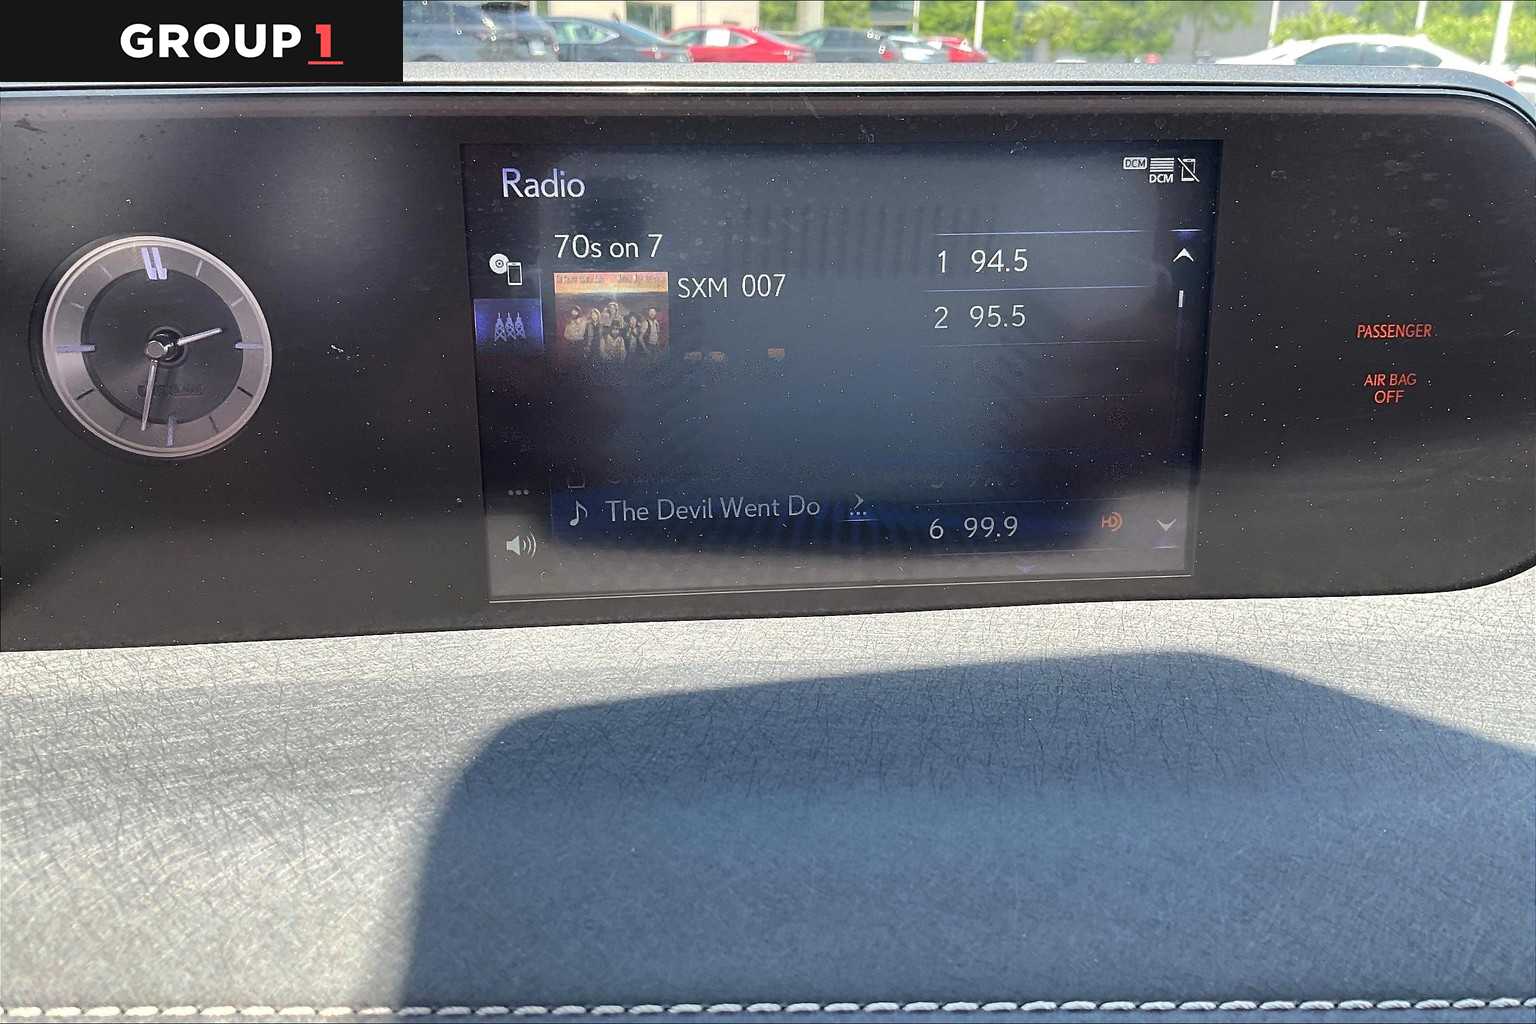 GROUP 1
Radio
DCM
DCM
70s on 7
SXM 007
1 94.5
2 95.5
The Devil Went Do
6 99.9
HD
PASSENGER
AIR BAG
OFF